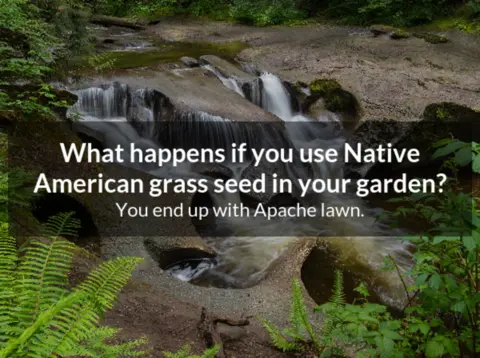 What happens if you use Native
American grass seed in your garden?
You end up with Apache lawn.